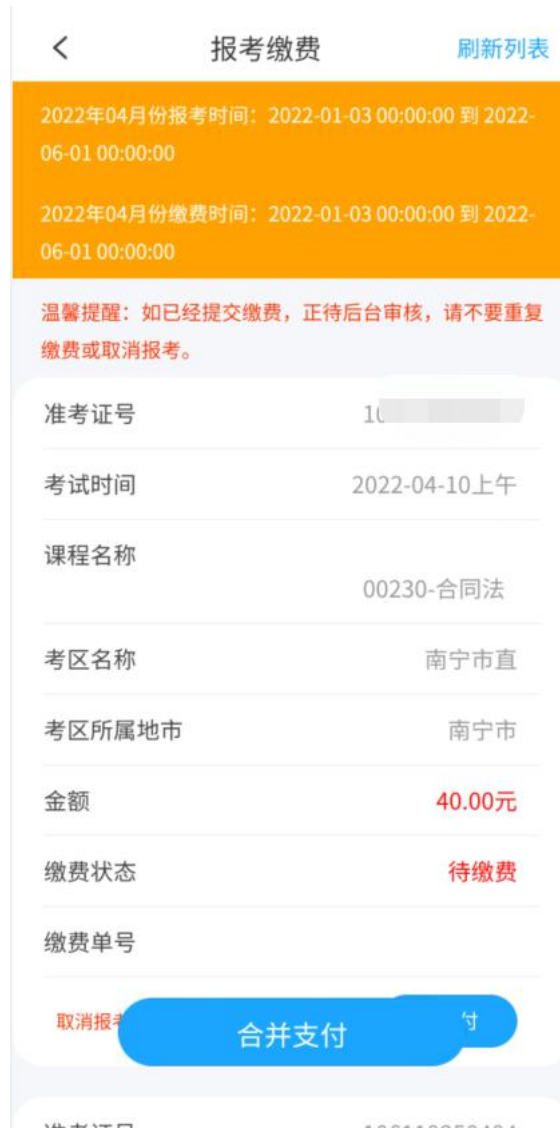 报考缴费
刷新列表
2022年04月份报考时间：2022-01-03 00:00:00 到 2022-
06-01 00:00:00
2022年04月份缴费时间：2022-01-03 00:00:00 到 2022-
06-01 00:00:00
温馨提醒：如已经提交缴费，正待后台审核，请不要重复
缴费或取消报考。
准考证号
10
考试时间
2022-04-10上午
课程名称
00230-合同法
考区名称
南宁市直
考区所属地市
南宁市
金额
40.00元
缴费状态
待缴费
缴费单号
取消报考
合并支付
付